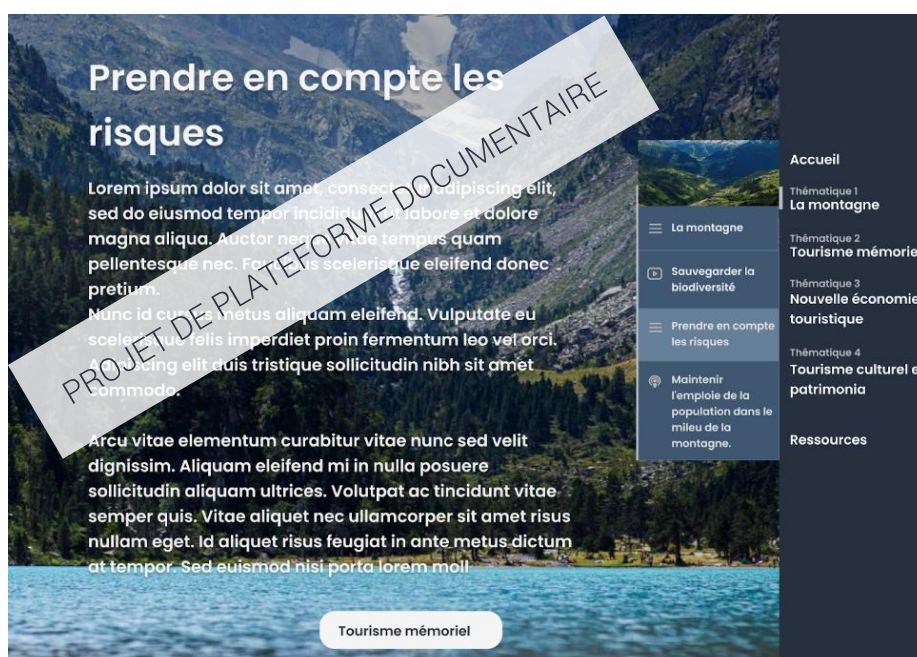 Prendre en compte les
risques
PROJET DE PLATEFORME DOCUMENTAIRE
Lorem ipsum dolor sit amet, consectetur adipiscing elit,
sed do eiusmod tempor incididunt ut labore et dolore
magna aliqua. Auctor neque vitae tempus quam
pellentesque nec. Faucibus scelerisque eleifend donec
pretium.
Nunc id cursus metus aliquam eleifend. Vulputate eu
scelerisque felis imperdiet proin fermentum leo vel orci.
Adipiscing elit duis tristique sollicitudin nibh sit amet
commodo.
Arcu vitae elementum curabitur vitae nunc sed velit
dignissim. Aliquam eleifend mi in nulla posuere
sollicitudin aliquam ultrices. Volutpat ac tincidunt vitae
semper quis. Vitae aliquet nec ullamcorper sit amet risus
nullam eget. Id aliquet risus feugiat in ante metus dictum
at tempor. Sed euismod nisi porta lorem moll
Tourisme mémoriel
La montagne
Sauvegarder la
biodiversité
Prendre en compte
les risques
Maintenir
l'emploie de la
population dans le
mileu de la
montagne.
Accueil
Thématique 1
La montagne
Thématique 2
Tourisme mémorie
Thématique 3
Nouvelle économie
touristique
Thématique 4
Tourisme culturel e
patrimonia
Ressources